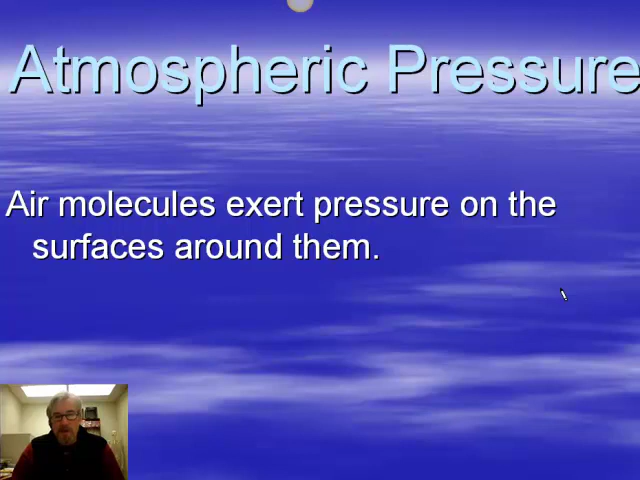 Atmospheric Pressure
Air molecules exert pressure on the
surfaces around them.